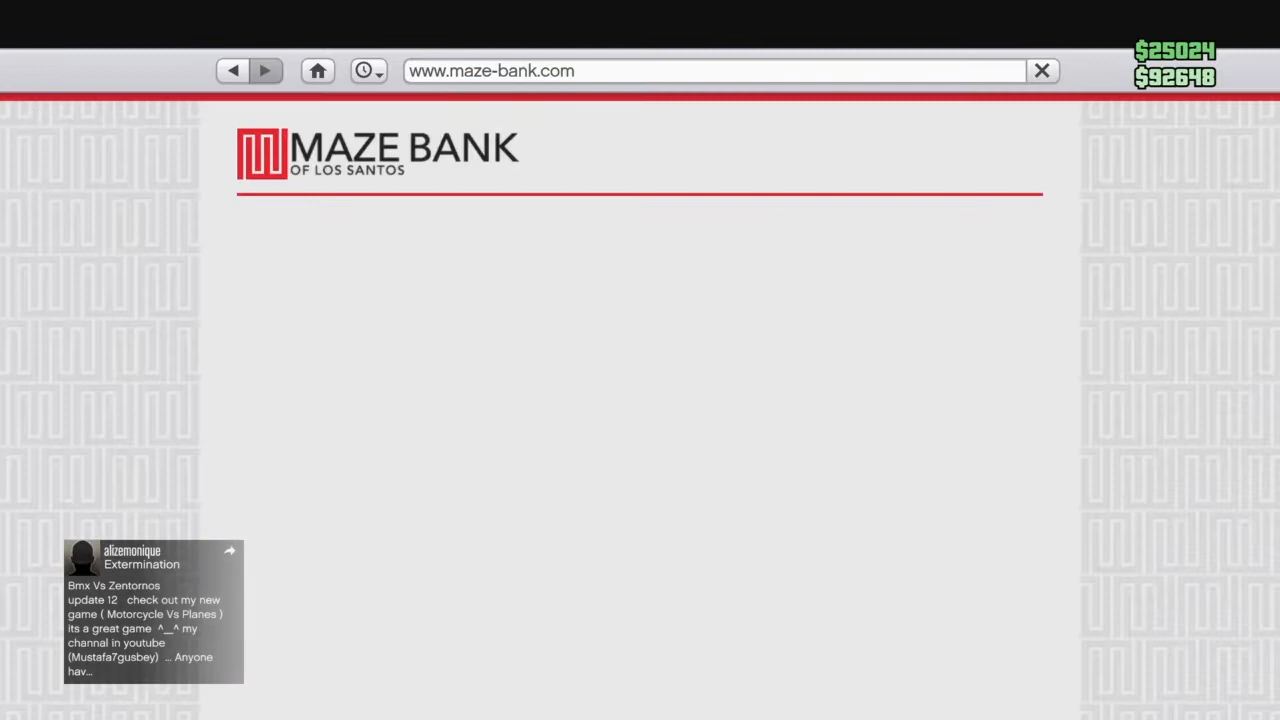 $25024
www.maze-bank.com
$92648
MAZE BANK
OF LOS SANTOS
alizemonique
Extermination
Bmx Vs Zentornos
update 12   check out my new
game ( Motorcycle Vs Planes )
its a great game  ^__^ my
channal in youtube
(Mustafa7gusbey)  ... Anyone
hav...